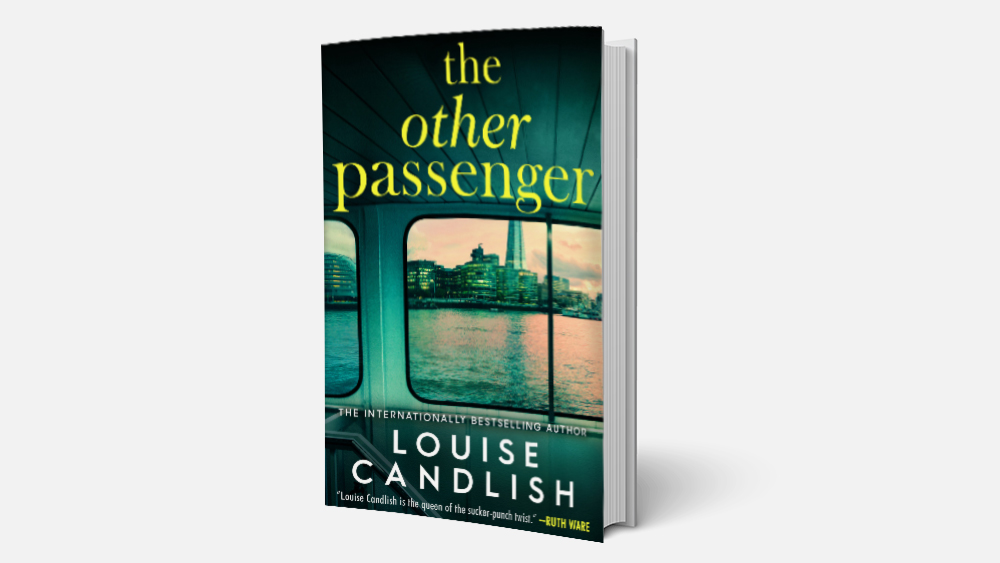 the
other
passenger
THE INTERNATIONALLY BESTSELLING AUTHOR
LOUISE
CANDLISH
"Louise Candlish is the queen of the sucker-punch twist." —RUTH WARE